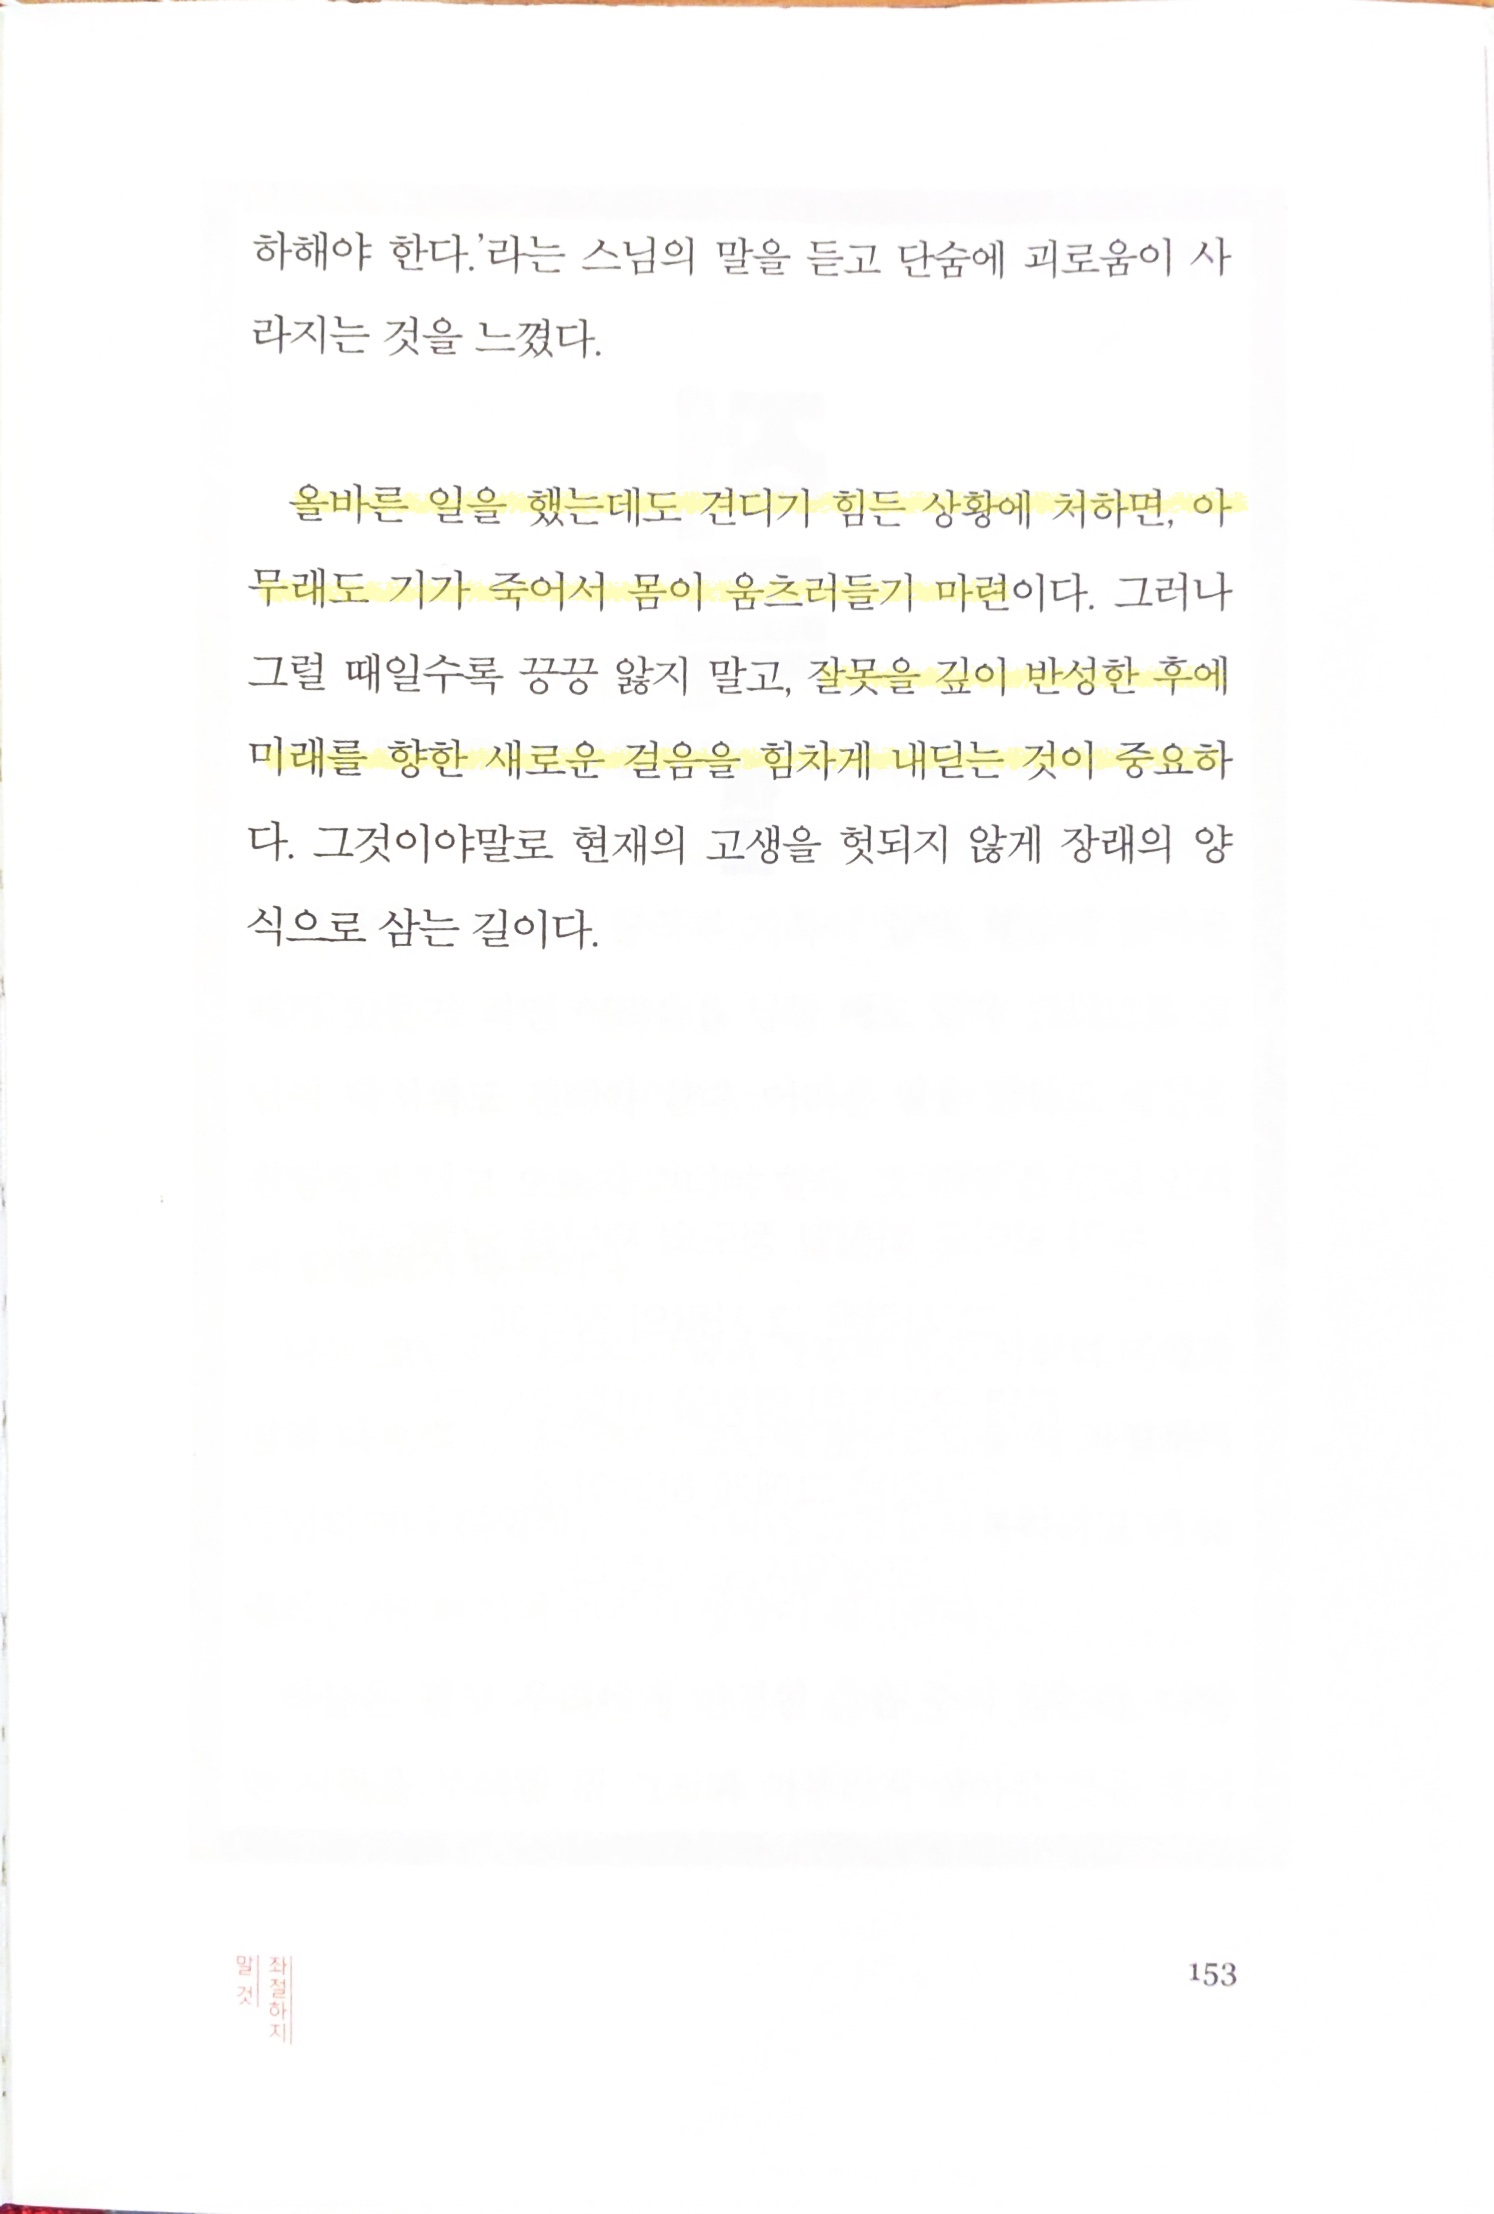 하해야 한다.’라는 스님의 말을 듣고 단숨에 괴로움이 사
라지는 것을 느꼈다.
올바른 일을 했는데도 견디기 힘든 상황에 처하면, 아
무래도 기가 죽어서 몸이 움츠러들기 마련이다. 그러나
그럴 때일수록 끙끙 앓지 말고, 잘못을 깊이 반성한 후에
미래를 향한 새로운 걸음을 힘차게 내딛는 것이 중요하
다. 그것이야말로 현재의 고생을 헛되지 않게 장래의 양
식으로 삼는 길이다.
좌절하지
말 것
153